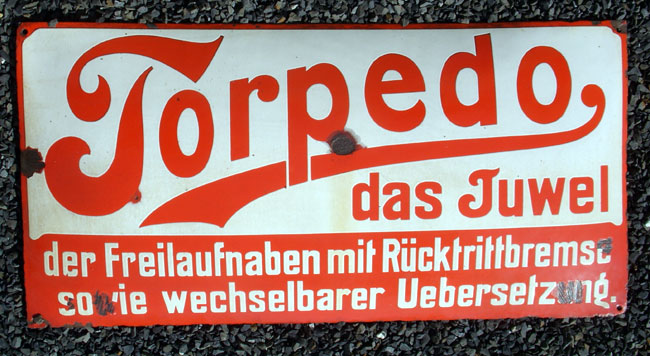 Torpedo,
das Juwel
der Freilaufnaben mit Rücktrittbremse
sowie wechselbarer Uebersetzung.